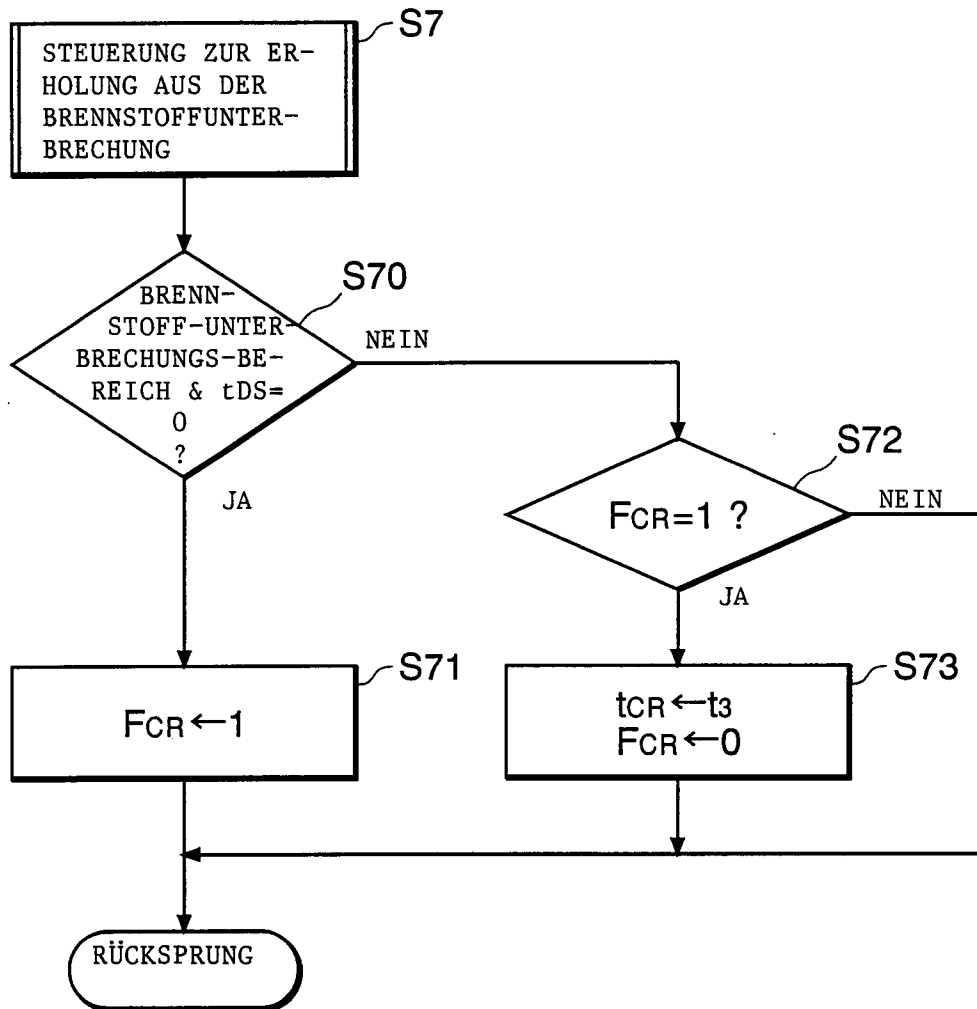 S7
STEUERUNG ZUR ER-
HOLUNG AUS DER
BRENNSTOFFUNTER-
BRECHUNG
S70
BRENN-
STOFF-UNTER-
BRECHUNGS-BE-
REICH & tDS=
0
?
NEIN
JA
S72
FCR=1 ?
NEIN
JA
S71
FCR←1
S73
tCR←t3
FCR←0
RÜCKSPRUNG